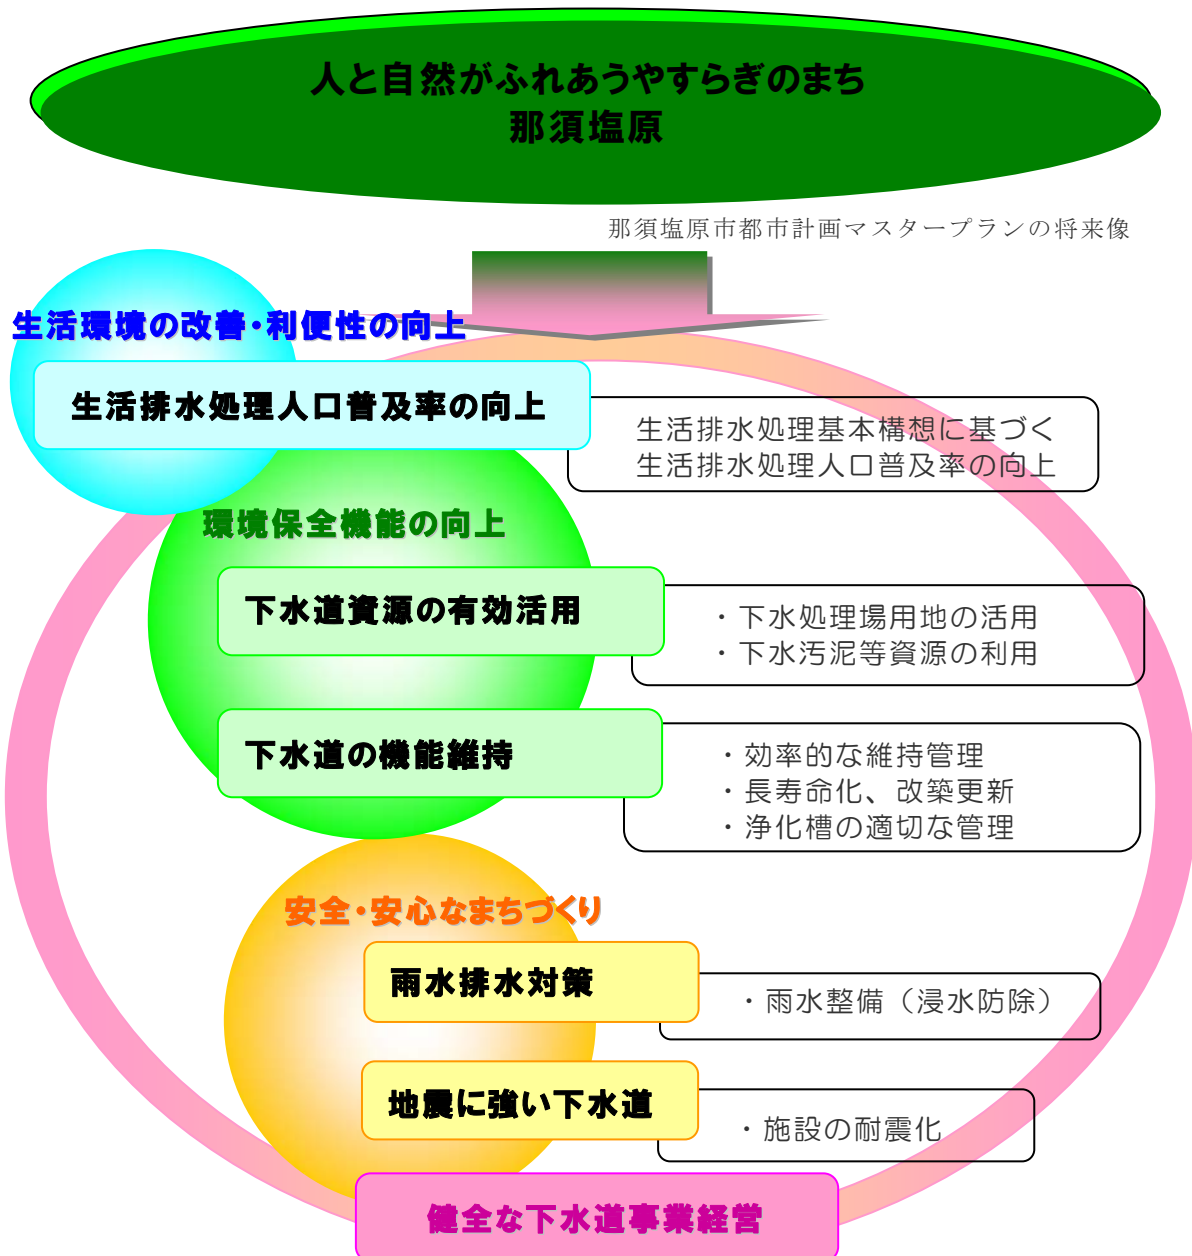 人と自然がふれあうやすらぎのまち
那須塩原
那須塩原市都市計画マスタープランの将来像
生活環境の改善・利便性の向上
生活排水処理人口普及率の向上
生活排水処理基本構想に基づく
生活排水処理人口普及率の向上
環境保全機能の向上
下水道資源の有効活用
・下水処理場用地の活用
・下水汚泥等資源の利用
下水道の機能維持
・効率的な維持管理
・長寿命化、改築更新
・浄化槽の適切な管理
安全・安心なまちづくり
雨水排水対策
・雨水整備（浸水防除）
地震に強い下水道
・施設の耐震化
健全な下水道事業経営